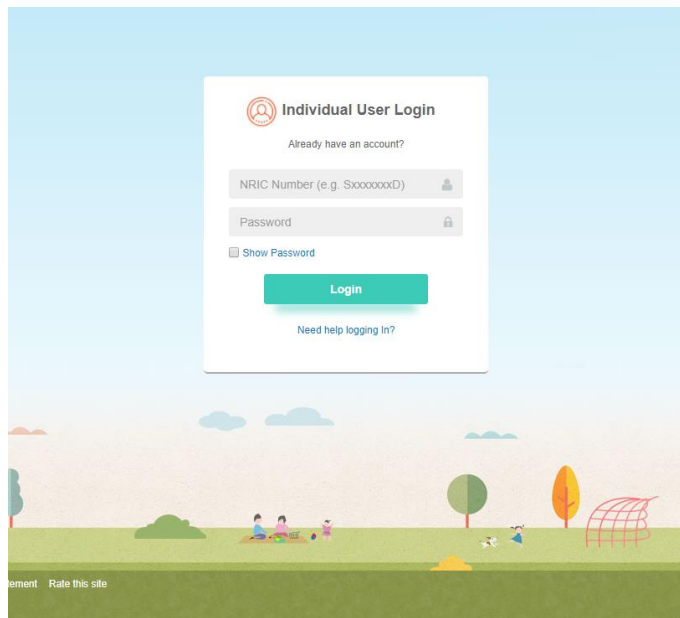 Individual User Login
Already have an account?
NRIC Number (e.g. SxxxxxxxD)
Password
Show Password
Login
Need help logging In?
tement Rate this site